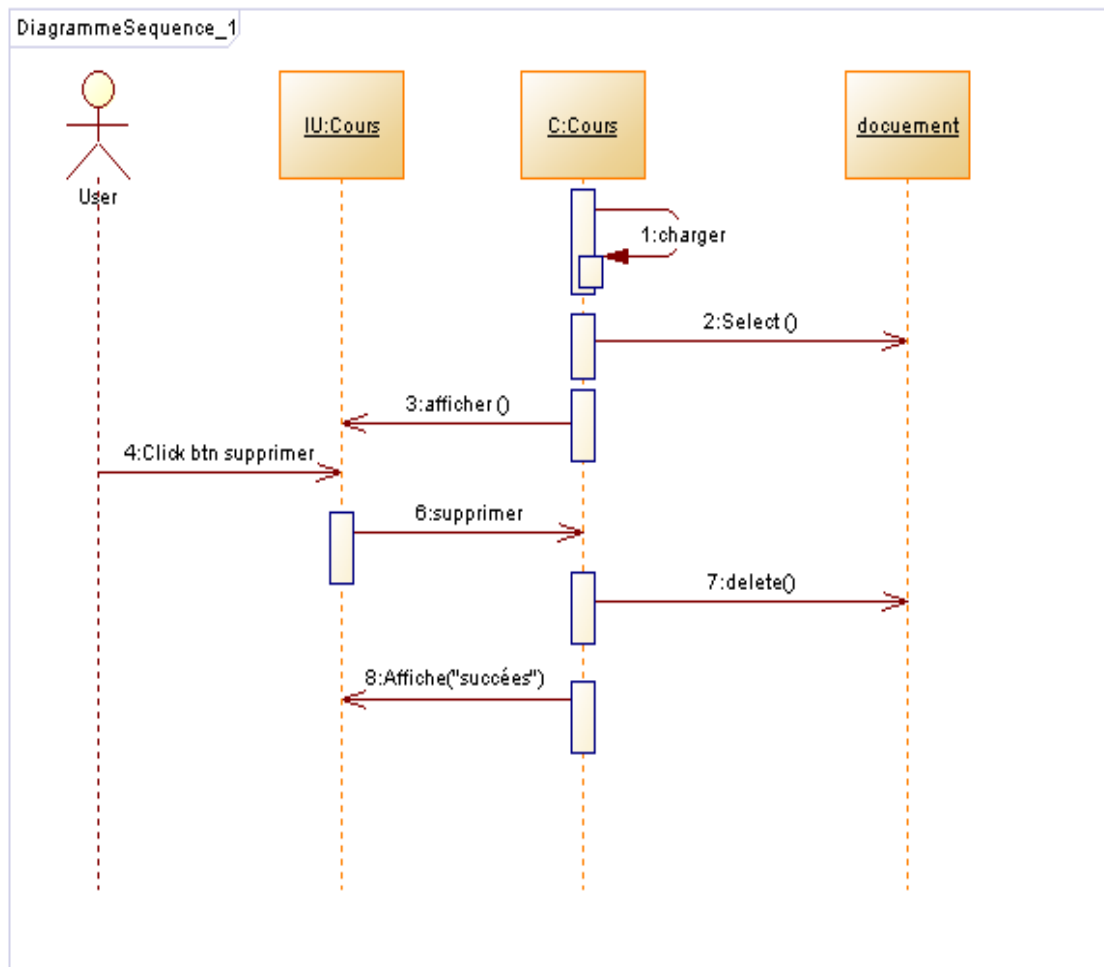 DiagrammeSequence_1
User
IU:Cours
C:Cours
docuement
1:charger
2:Select ()
3:afficher ()
4:Click btn supprimer
6:supprimer
7:delete()
8:Affiche("succées")